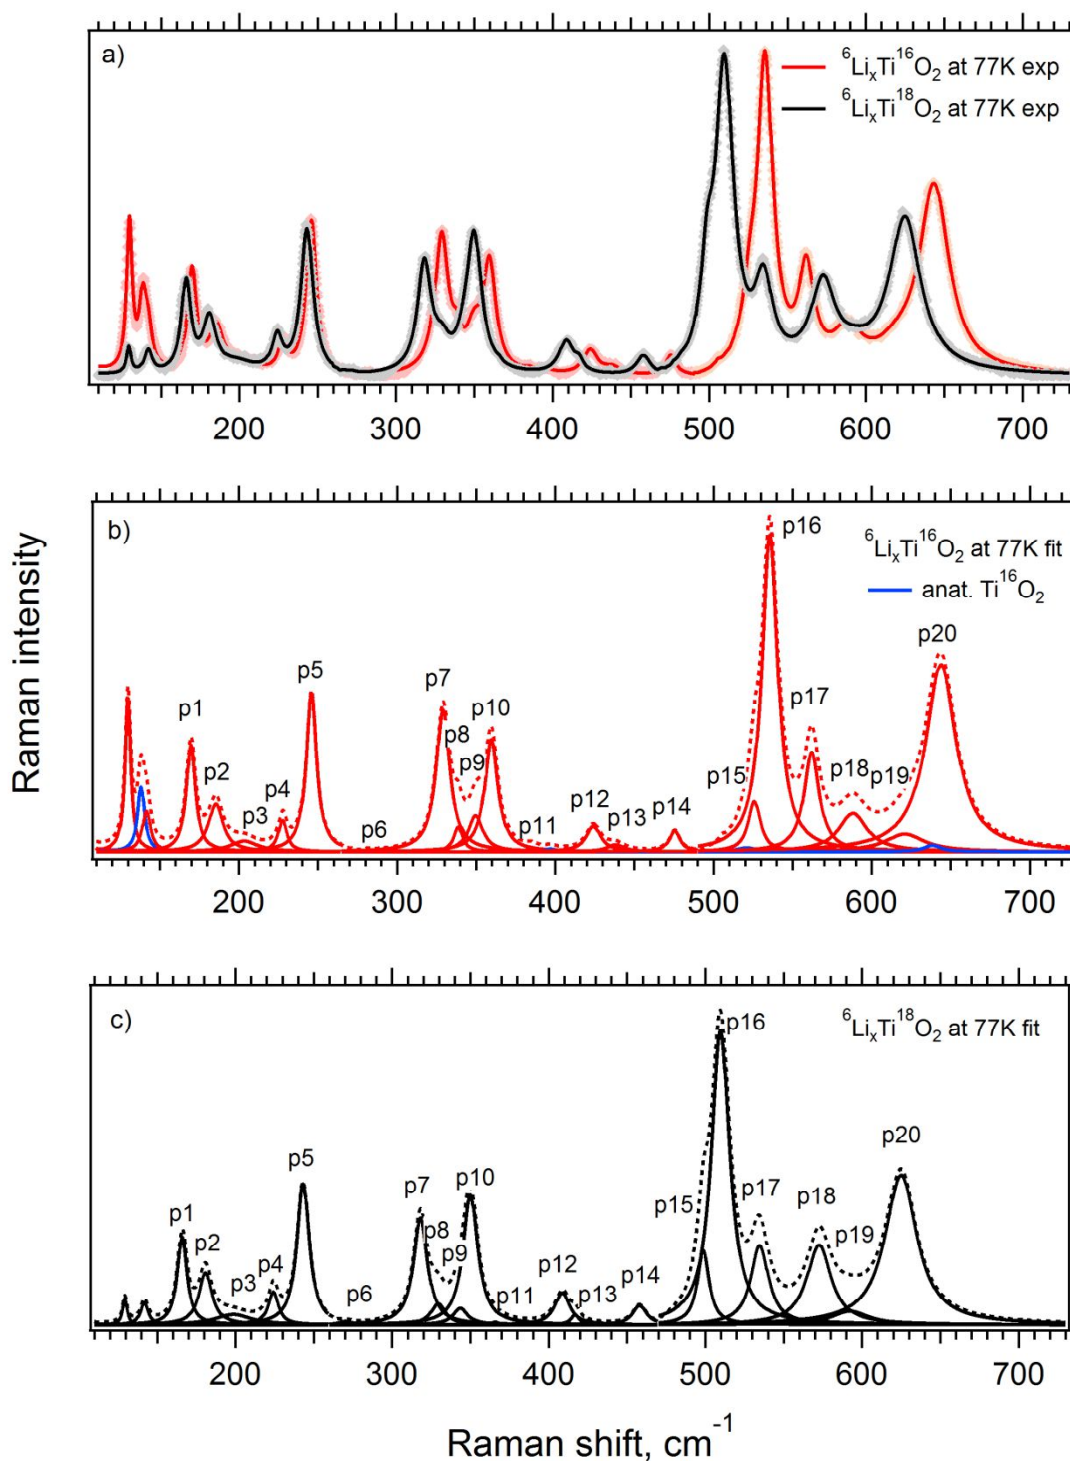 a)
⁶LiₓTi¹⁶O₂ at 77K exp
⁶LiₓTi¹⁸O₂ at 77K exp
200 300 400 500 600 700
Raman intensity
b)
⁶LiₓTi¹⁶O₂ at 77K fit
anat. Ti¹⁶O₂
p1 p2 p3 p4 p5 p6 p7 p8 p9 p10 p11 p12 p13 p14 p15 p16 p17 p18 p19 p20
200 300 400 500 600 700
c)
⁶LiₓTi¹⁸O₂ at 77K fit
p1 p2 p3 p4 p5 p6 p7 p8 p9 p10 p11 p12 p13 p14 p15 p16 p17 p18 p19 p20
200 300 400 500 600 700
Raman shift, cm⁻¹